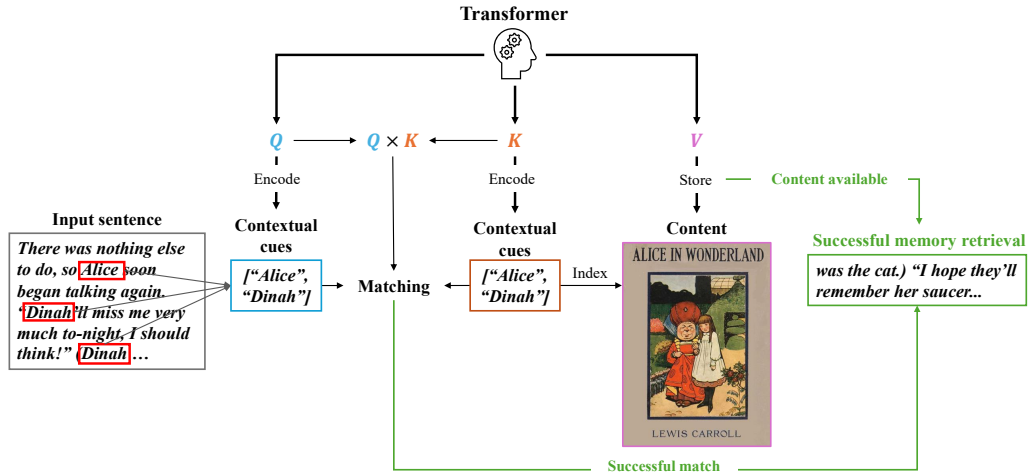 Transformer
Q
Q × K
K
V
Encode
Encode
Store
Content available
Input sentence
Contextual
cues
Contextual
cues
Content
Successful memory retrieval
There was nothing else
to do, so Alice soon
began talking again.
“Dinah’ll miss me very
much to-night, I should
think!” (Dinah …
[“Alice”,
“Dinah”]
Matching
[“Alice”,
“Dinah”]
Index
ALICE IN WONDERLAND
LEWIS CARROLL
was the cat.) “I hope they’ll
remember her saucer...
Successful match